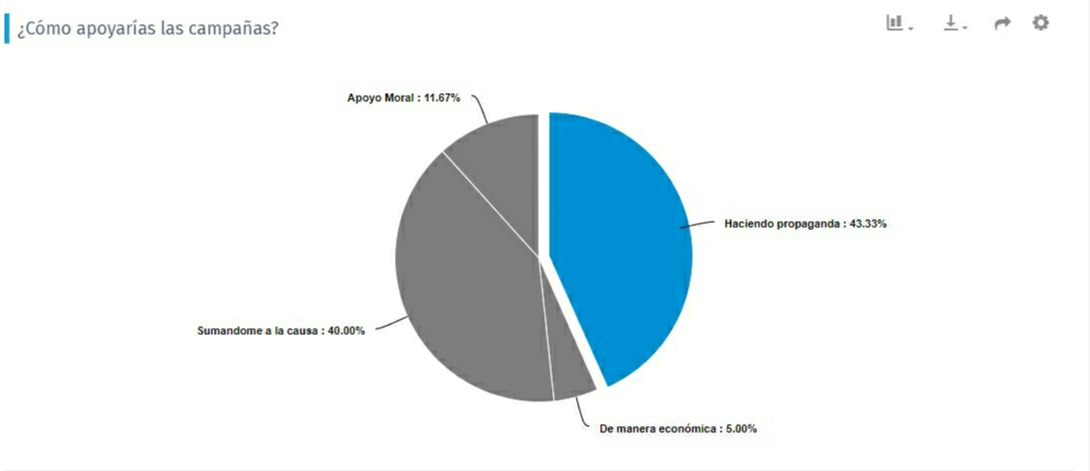 ¿Cómo apoyarías las campañas?
Apoyo Moral : 11.67%
Haciendo propaganda : 43.33%
Sumandome a la causa : 40.00%
De manera económica : 5.00%